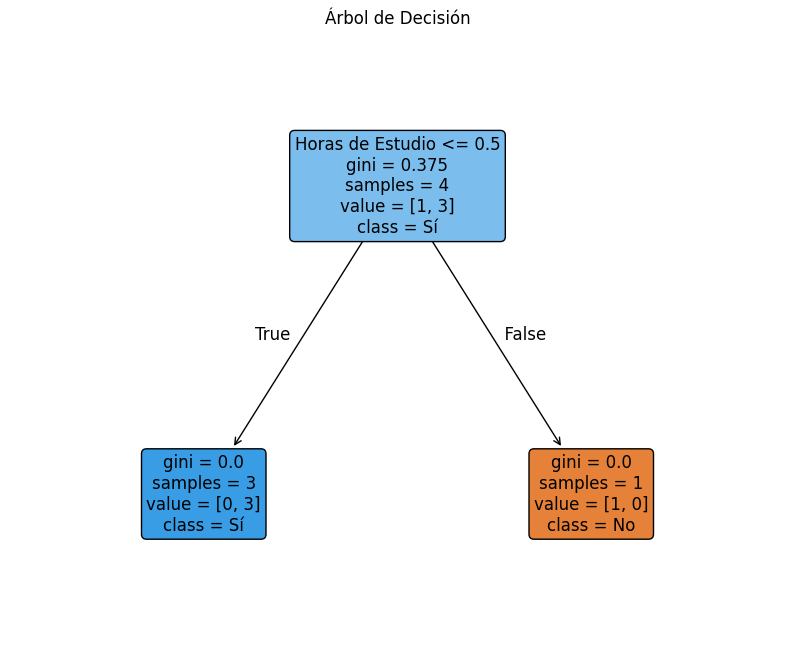 Árbol de Decisión
Horas de Estudio <= 0.5
gini = 0.375
samples = 4
value = [1, 3]
class = Sí
True
False
gini = 0.0
samples = 3
value = [0, 3]
class = Sí
gini = 0.0
samples = 1
value = [1, 0]
class = No